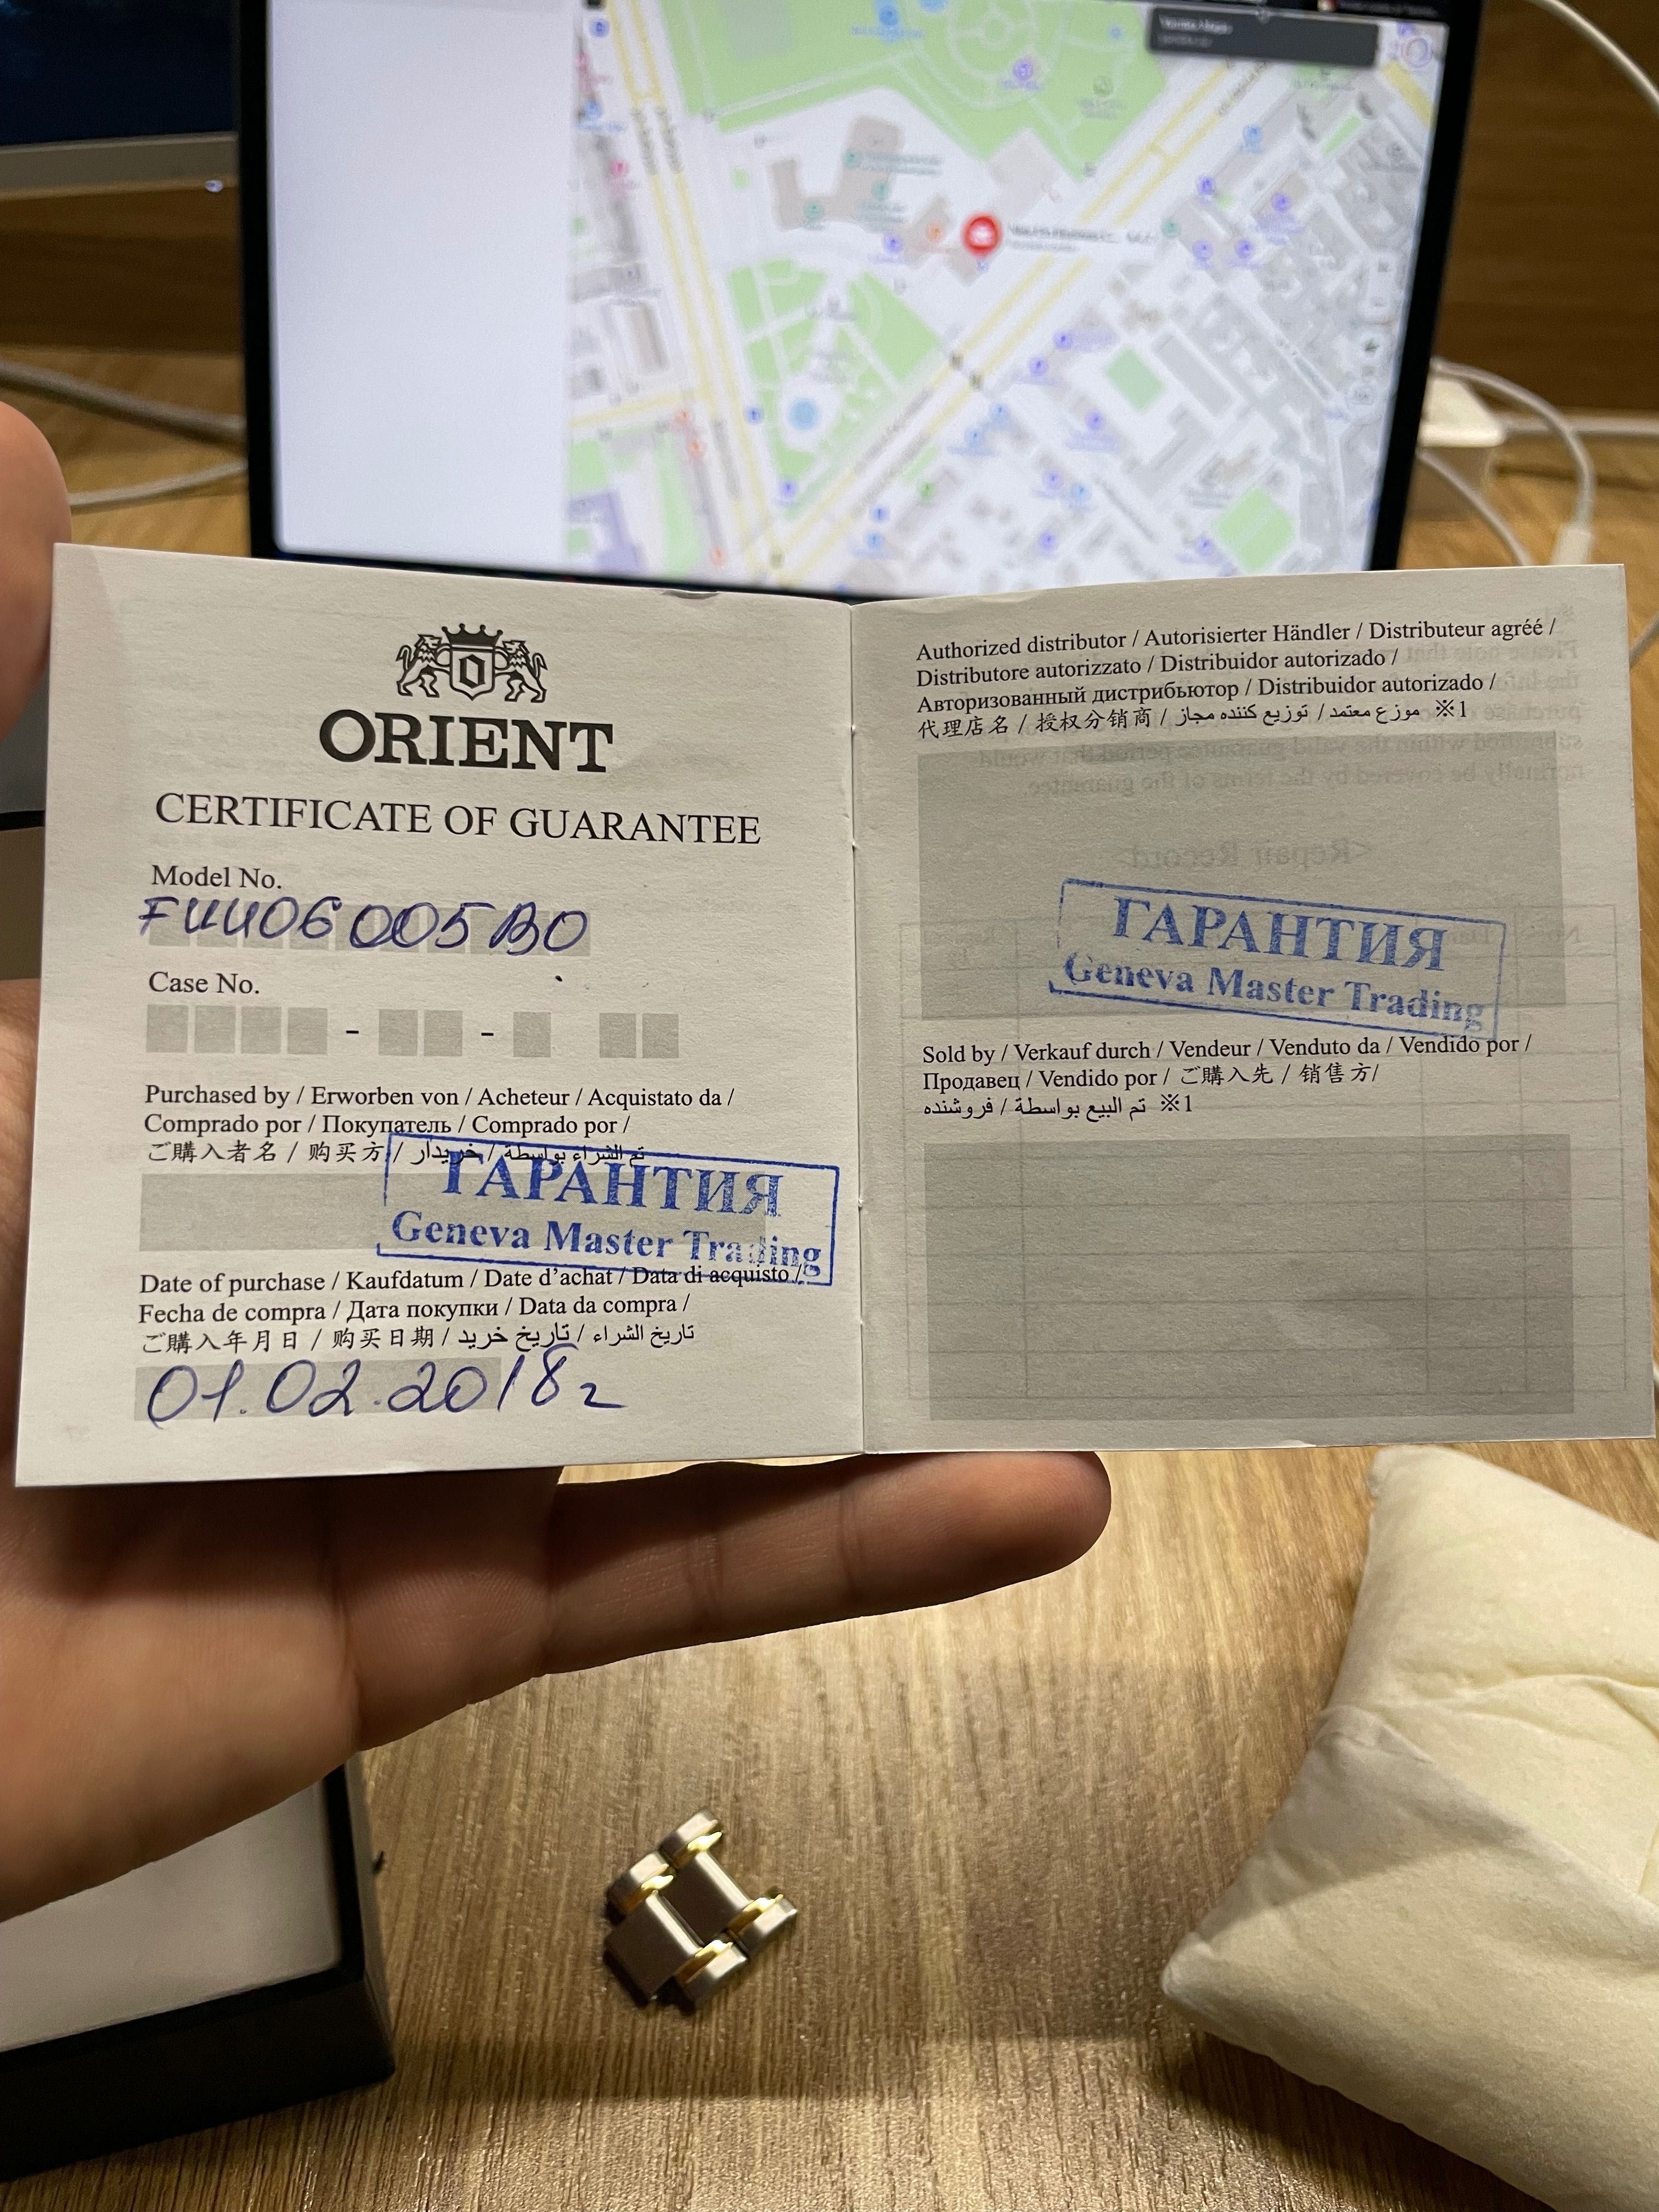 ORIENT
CERTIFICATE OF GUARANTEE
Model No.
FUU06005B0
Case No.
- -
Purchased by / Erworben von / Acheteur / Acquistato da /
Comprado por / Покупатель / Comprado por /
ご購入者名 / 购买方 / خریدار / تم الشراء بواسطة
ГАРАНТИЯ
Geneva Master Trading
Date of purchase / Kaufdatum / Date d'achat / Data di acquisto /
Fecha de compra / Дата покупки / Data da compra /
ご購入年月日 / 购买日期 / تاریخ خرید / تاريخ الشراء
01.02.2018г
Authorized distributor / Autorisierter Händler / Distributeur agréé /
Distributore autorizzato / Distribuidor autorizado /
Авторизованный дистрибьютор / Distribuidor autorizado /
代理店名 / 授权分销商 / توزیع کننده مجاز / موزع معتمد ※1
ГАРАНТИЯ
Geneva Master Trading
Sold by / Verkauf durch / Vendeur / Venduto da / Vendido por /
Продавец / Vendido por / ご購入先 / 销售方/
فروشنده / تم البيع بواسطة ※1